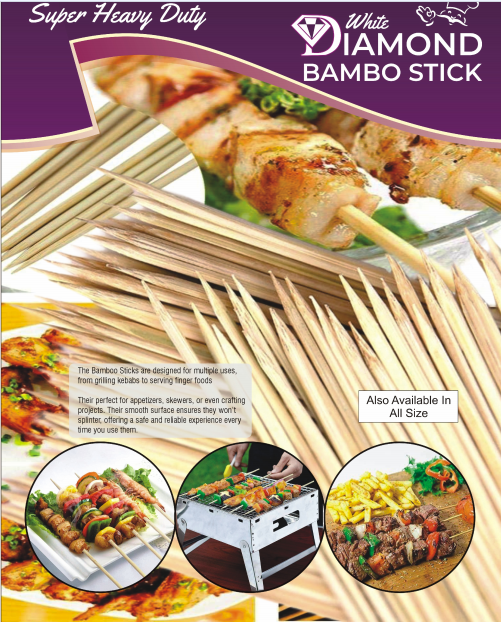 Super Heavy Duty
White
DIAMOND
BAMBO STICK
The Bamboo Sticks are designed for multiple uses,
from grilling kebabs to serving finger foods
Their perfect for appetizers, skewers, or even crafting
projects. Their smooth surface ensures they won't
splinter, offering a safe and reliable experience every
time you use them.
Also Available In
All Size